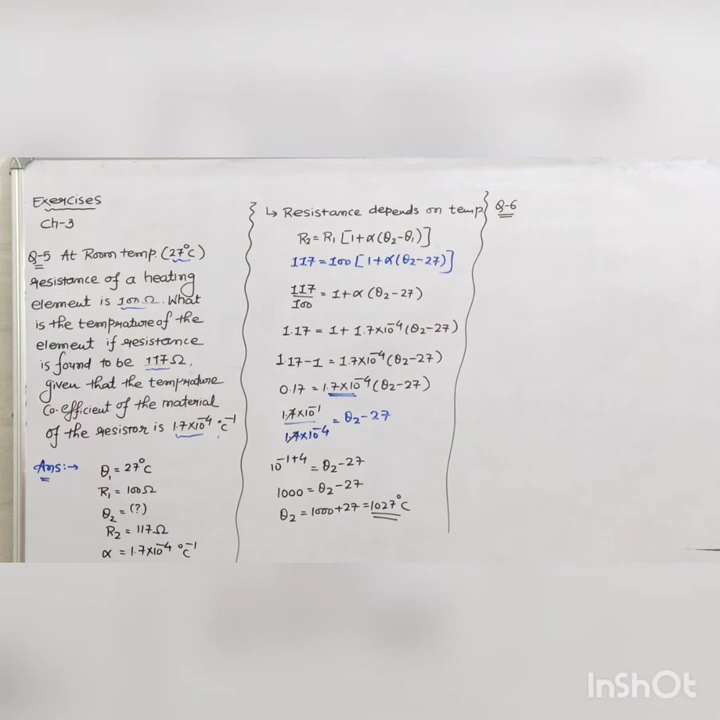 Exercises
Ch-3
Q-5 At Room temp. (27°C)
resistance of a heating
element is 100Ω. What
is the temprature of the
element if resistance
is found to be 117Ω,
given that the temprature
Co-efficient of the material
of the resistor is 1.7×10⁻⁴ °C⁻¹
Ans:→
θ₁ = 27°C
R₁ = 100Ω
θ₂ = (?)
R₂ = 117Ω
α = 1.7×10⁻⁴ °C⁻¹
↳ Resistance depends on temp
R₂ = R₁ [1+α(θ₂-θ₁)]
117 = 100 [1+α(θ₂-27)]
117/100 = 1+α(θ₂-27)
1.17 = 1 + 1.7×10⁻⁴(θ₂-27)
1.17-1 = 1.7×10⁻⁴(θ₂-27)
0.17 = 1.7×10⁻⁴(θ₂-27)
1.7×10⁻¹/1.7×10⁻⁴ = θ₂-27
10⁻¹⁺⁴ = θ₂-27
1000 = θ₂-27
θ₂ = 1000+27 = 1027°C
Q-6
InShOt